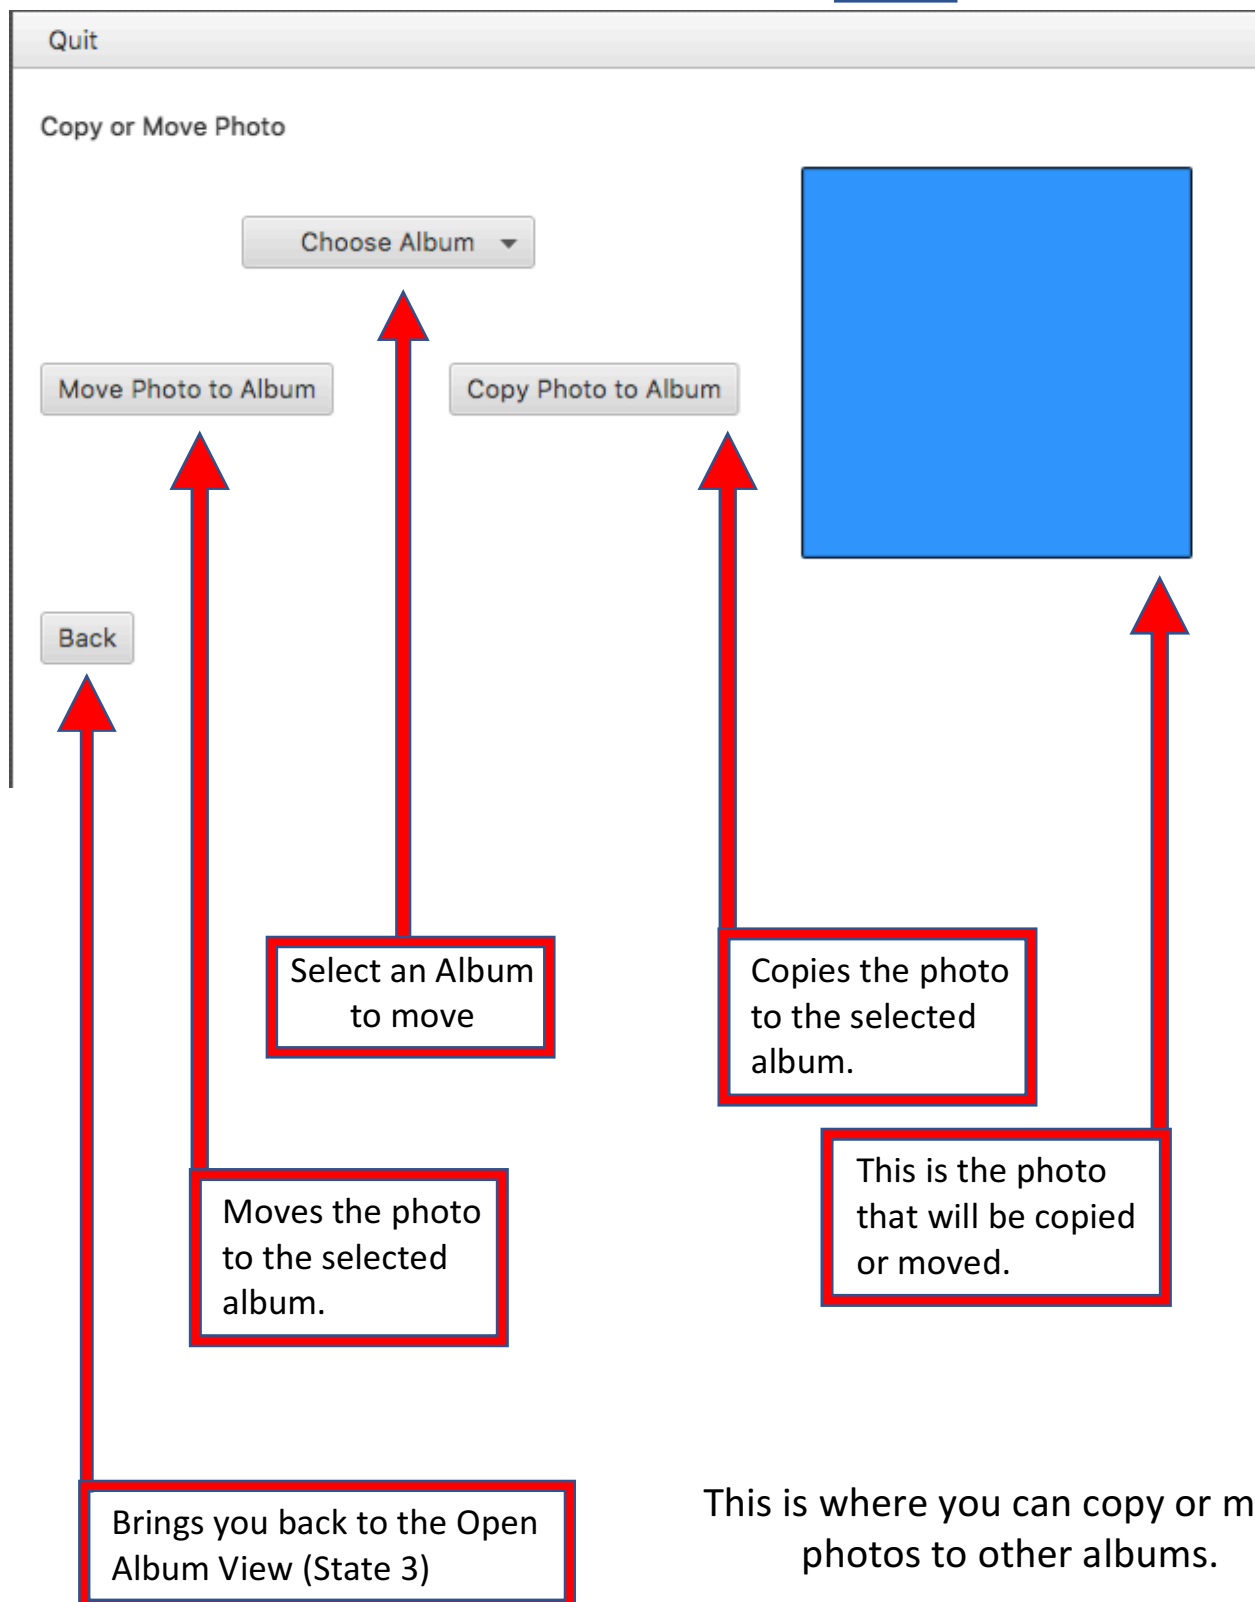 Quit
Copy or Move Photo
Choose Album
Move Photo to Album
Copy Photo to Album
Back
Select an Album
to move
Copies the photo
to the selected
album.
This is the photo
that will be copied
or moved.
Moves the photo
to the selected
album.
Brings you back to the Open
Album View (State 3)
This is where you can copy or
photos to other albums.